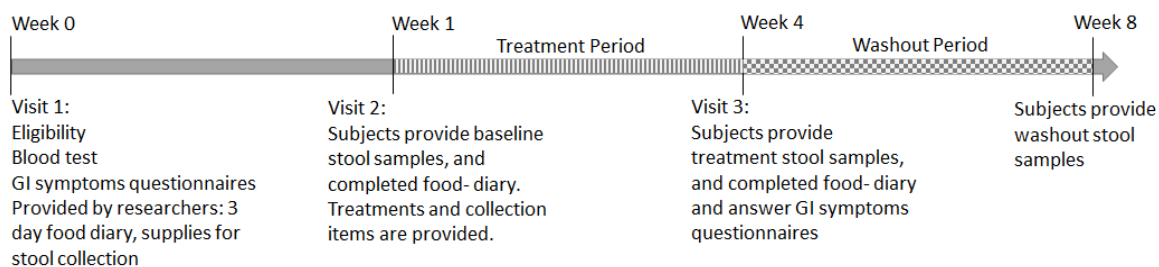 Week 0
Week 1
Week 4
Week 8
Treatment Period
Washout Period
Visit 1:
Eligibility
Blood test
GI symptoms questionnaires
Provided by researchers: 3
day food diary, supplies for
stool collection
Visit 2:
Subjects provide baseline
stool samples, and
completed food- diary.
Treatments and collection
items are provided.
Visit 3:
Subjects provide
treatment stool samples,
and completed food- diary
and answer GI symptoms
questionnaires
Subjects provide
washout stool
samples